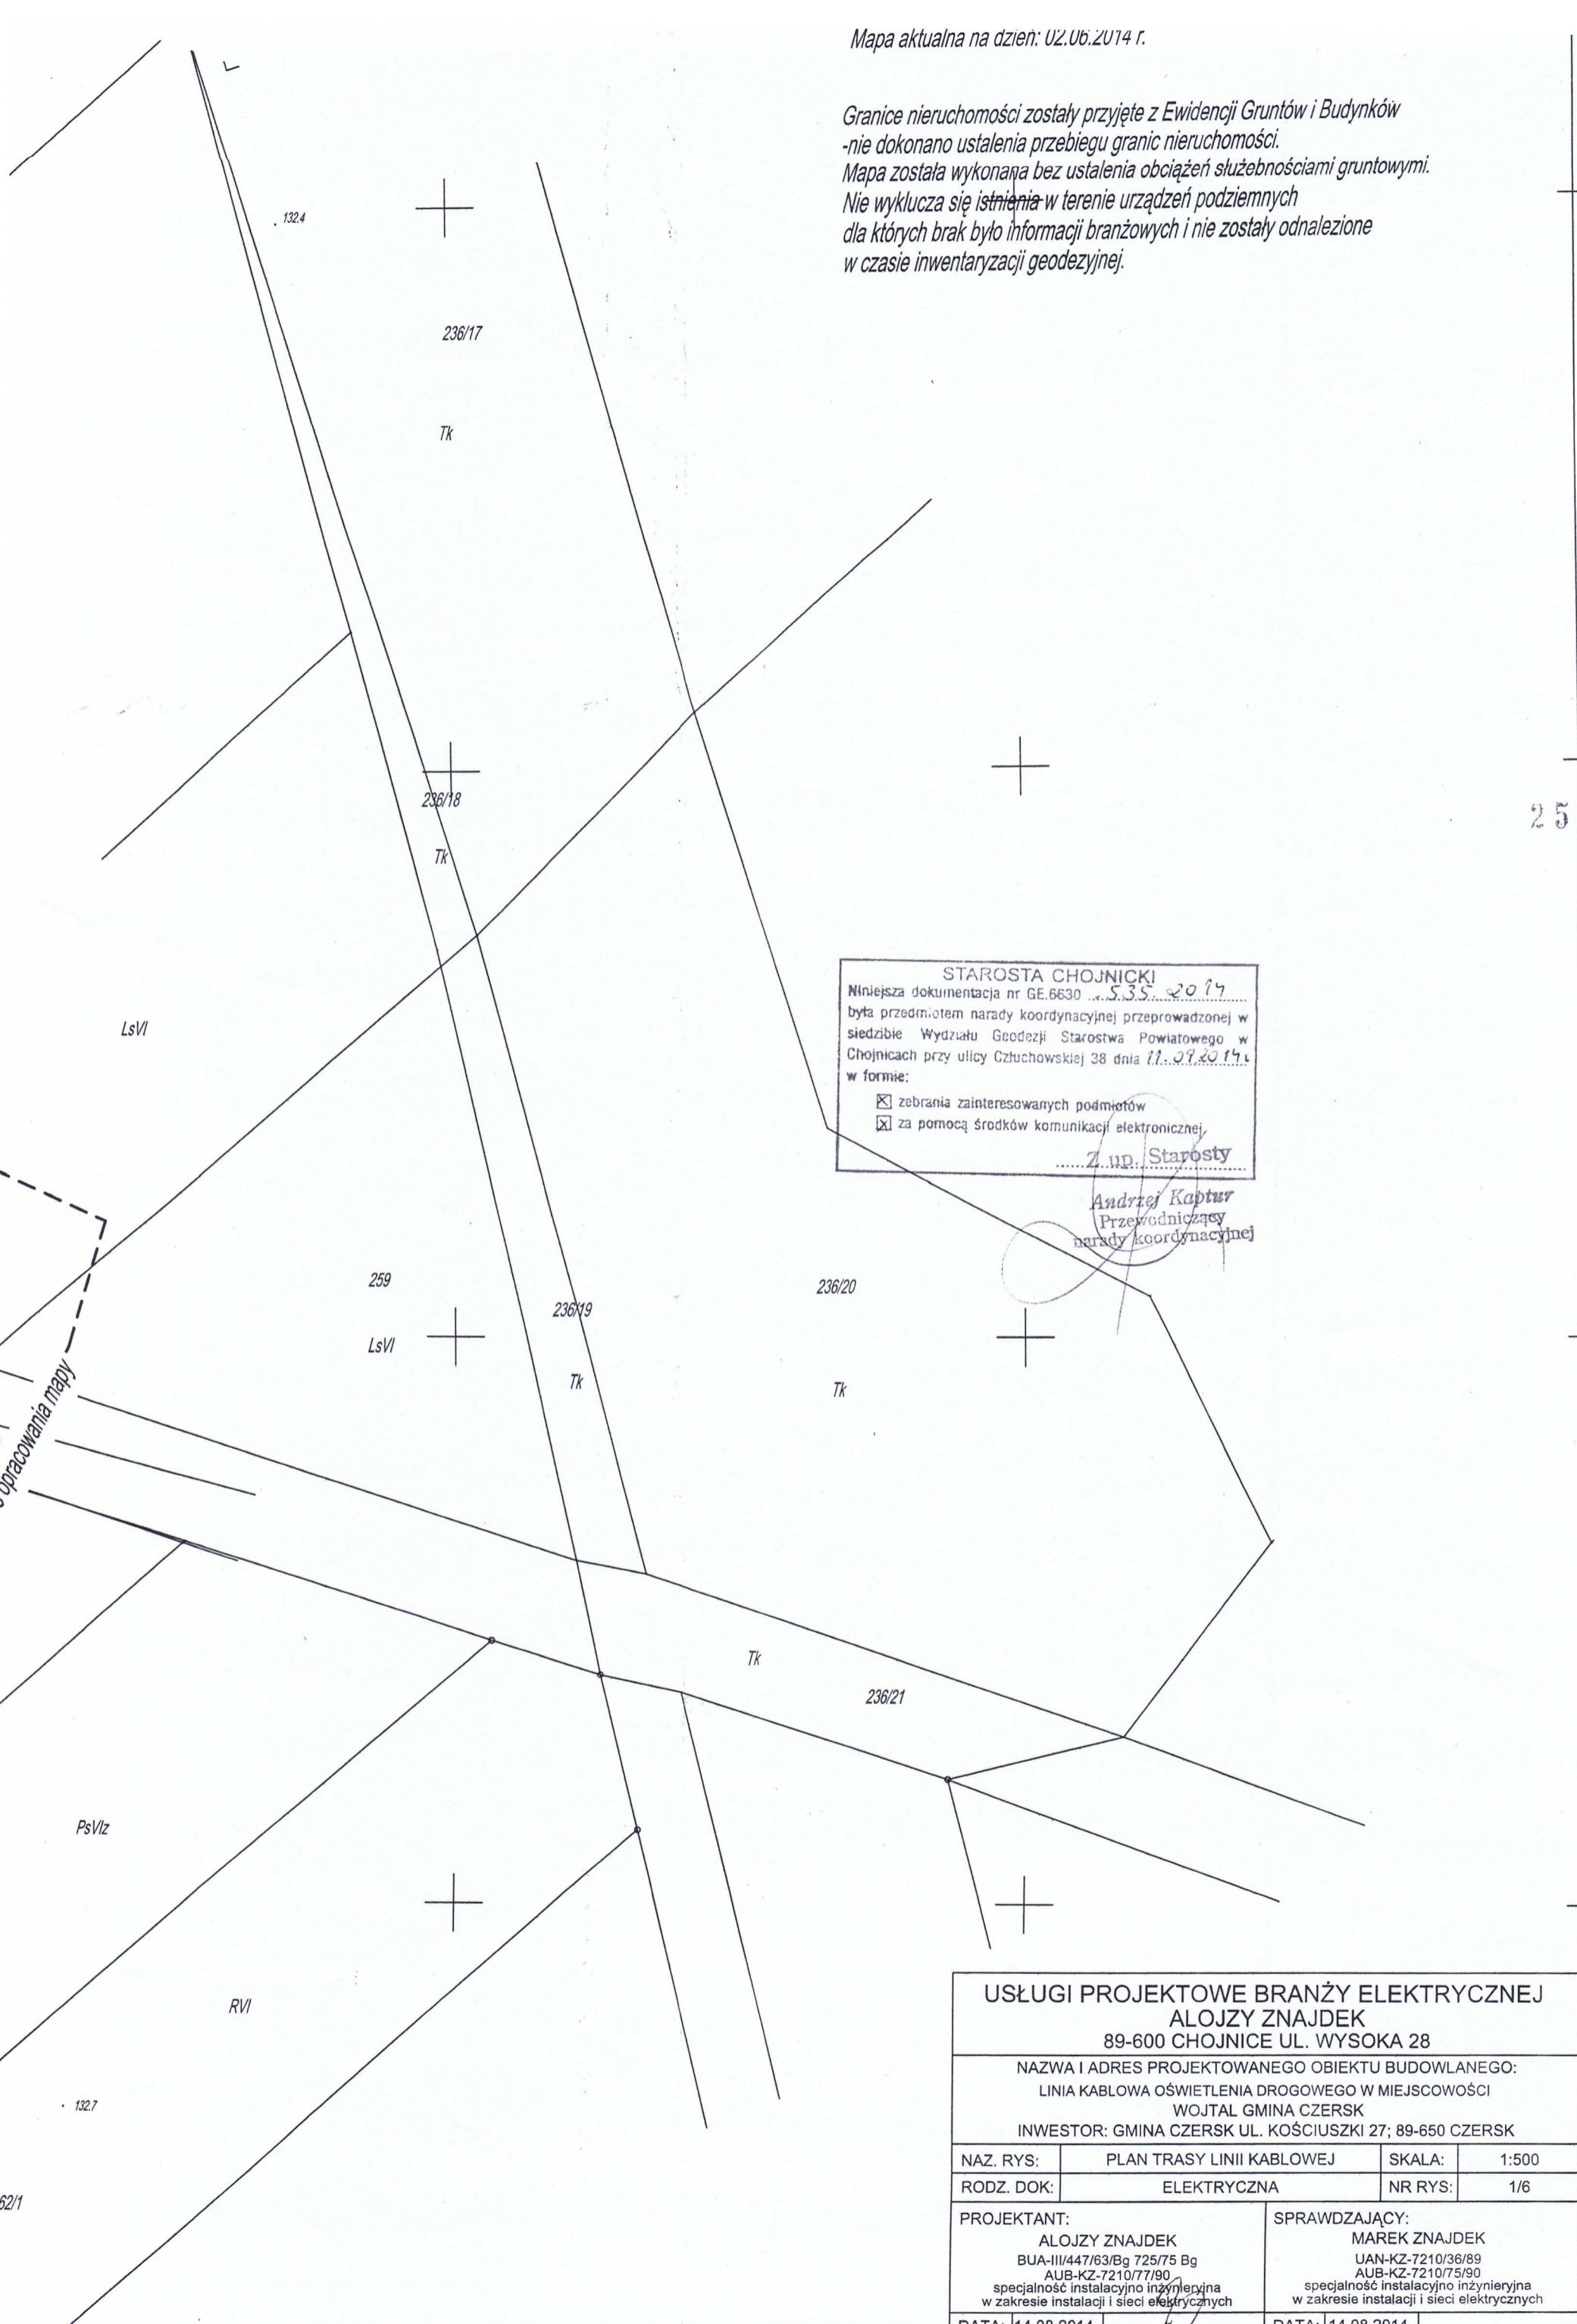 Mapa aktualna na dzień: 02.06.2014 r.
Granice nieruchomości zostały przyjęte z Ewidencji Gruntów i Budynków
-nie dokonano ustalenia przebiegu granic nieruchomości.
Mapa została wykonana bez ustalenia obciążeń służebnościami gruntowymi.
Nie wyklucza się istnienia w terenie urządzeń podziemnych
dla których brak było informacji branżowych i nie zostały odnalezione
w czasie inwentaryzacji geodezyjnej.
132.4
236/17
Tk
236/18
Tk
25
LsVI
STAROSTA CHOJNICKI
Niniejsza dokumentacja nr GE.6630 .535.2014
była przedmiotem narady koordynacyjnej przeprowadzonej w
siedzibie Wydziału Geodezji Starostwa Powiatowego w
Chojnicach przy ulicy Człuchowskiej 38 dnia 11.09.2014
w formie:
zebrania zainteresowanych podmiotów
za pomocą środków komunikacji elektronicznej
Z up. Starosty
Andrzej Kaptur
Przewodniczący
narady koordynacyjnej
259
LsVI
236/19
Tk
236/20
Tk
opracowania mapy
Tk
236/21
PsVIz
RVI
132.7
62/1
USŁUGI PROJEKTOWE BRANŻY ELEKTRYCZNEJ
ALOJZY ZNAJDEK
89-600 CHOJNICE UL. WYSOKA 28
NAZWA I ADRES PROJEKTOWANEGO OBIEKTU BUDOWLANEGO:
LINIA KABLOWA OŚWIETLENIA DROGOWEGO W MIEJSCOWOŚCI
WOJTAL GMINA CZERSK
INWESTOR: GMINA CZERSK UL. KOŚCIUSZKI 27; 89-650 CZERSK
NAZ. RYS: PLAN TRASY LINII KABLOWEJ SKALA: 1:500
RODZ. DOK: ELEKTRYCZNA NR RYS: 1/6
PROJEKTANT:
ALOJZY ZNAJDEK
BUA-III/447/63/Bg 725/75 Bg
AUB-KZ-7210/77/90
specjalność instalacyjno inżynieryjna
w zakresie instalacji i sieci elektrycznych
SPRAWDZAJĄCY:
MAREK ZNAJDEK
UAN-KZ-7210/36/89
AUB-KZ-7210/75/90
specjalność instalacyjno inżynieryjna
w zakresie instalacji i sieci elektrycznych
DATA: 14.08.2014 DATA: 14.08.2014